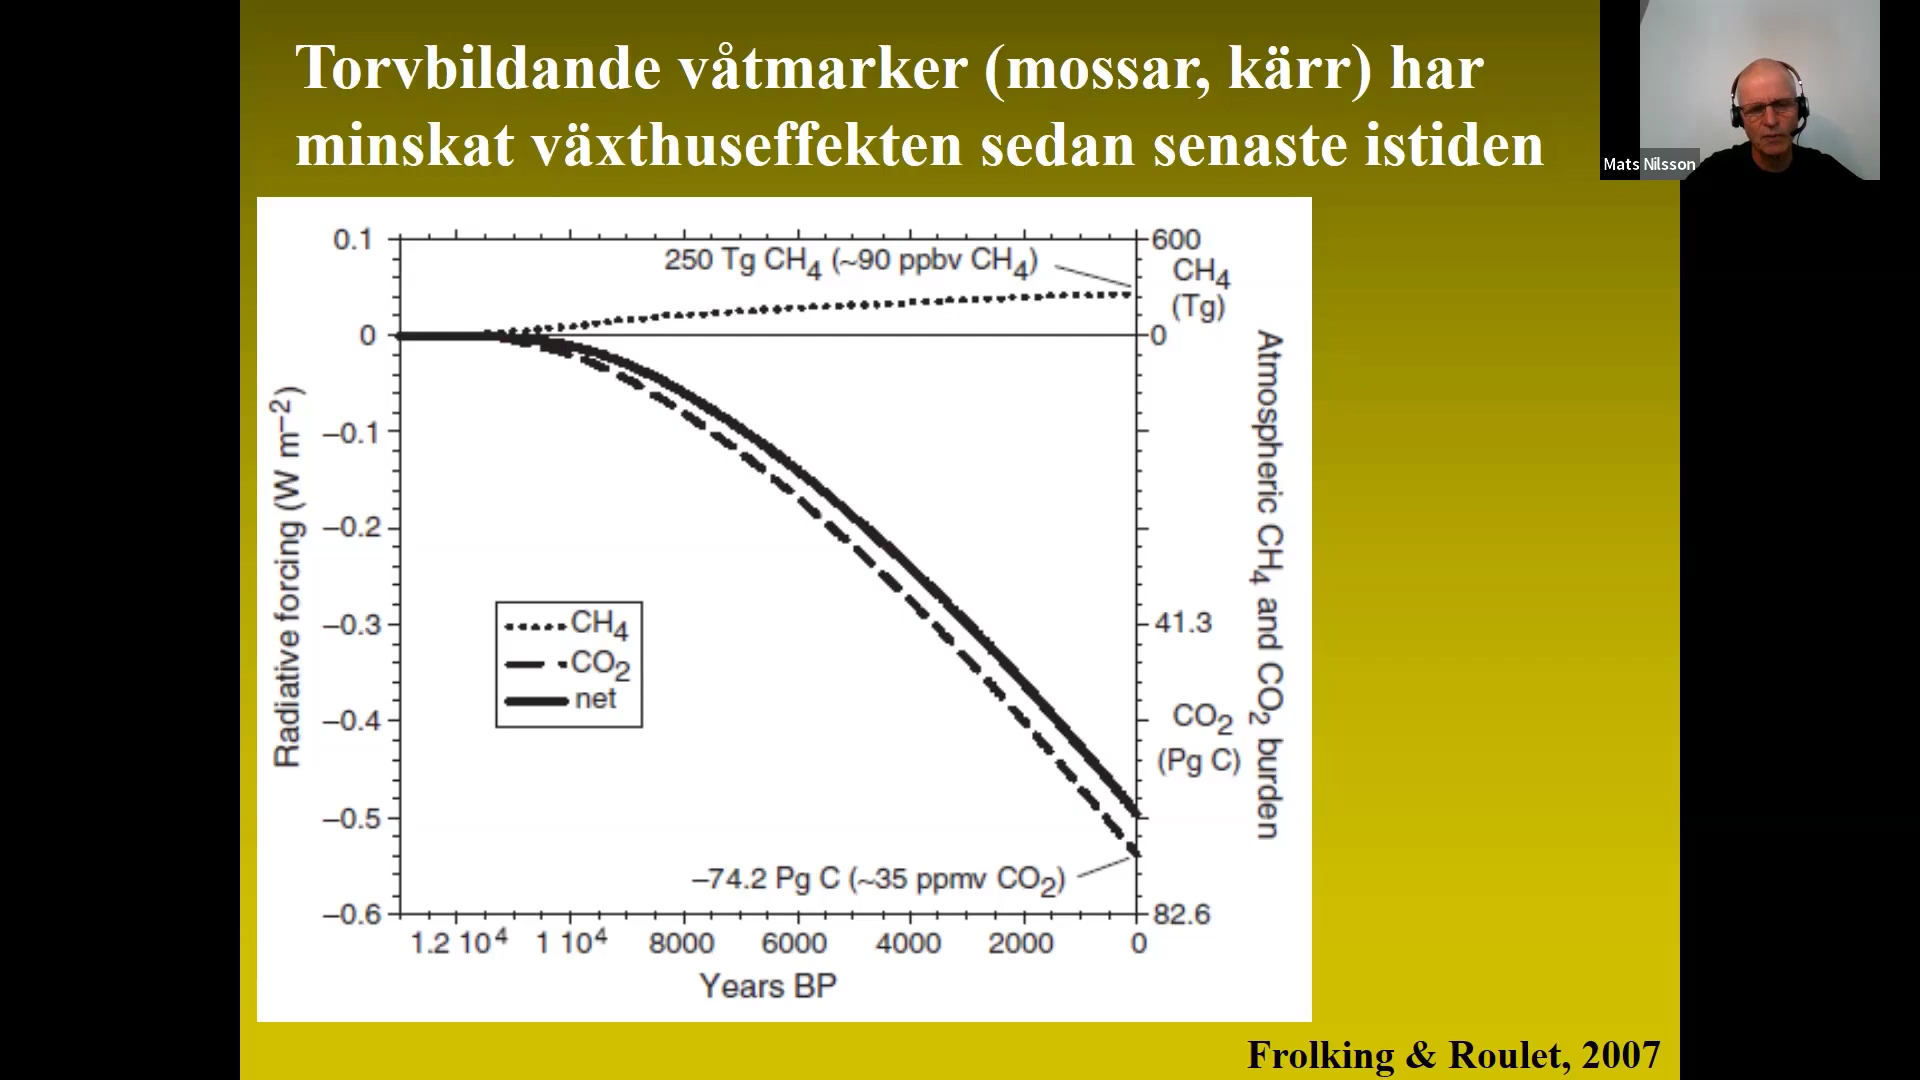 Torvbildande våtmarker (mossar, kärr) har
minskat växthuseffekten sedan senaste istiden
Mats Nilsson
250 Tg CH₄ (~90 ppbv CH₄)
0.1
0
−0.1
−0.2
−0.3
−0.4
−0.5
−0.6
Radiative forcing (W m⁻²)
600
CH₄
(Tg)
0
41.3
CO₂
(Pg C)
82.6
Atmospheric CH₄ and CO₂ burden
CH₄
CO₂
net
−74.2 Pg C (~35 ppmv CO₂)
1.2 10⁴ 1 10⁴ 8000 6000 4000 2000 0
Years BP
Frolking & Roulet, 2007